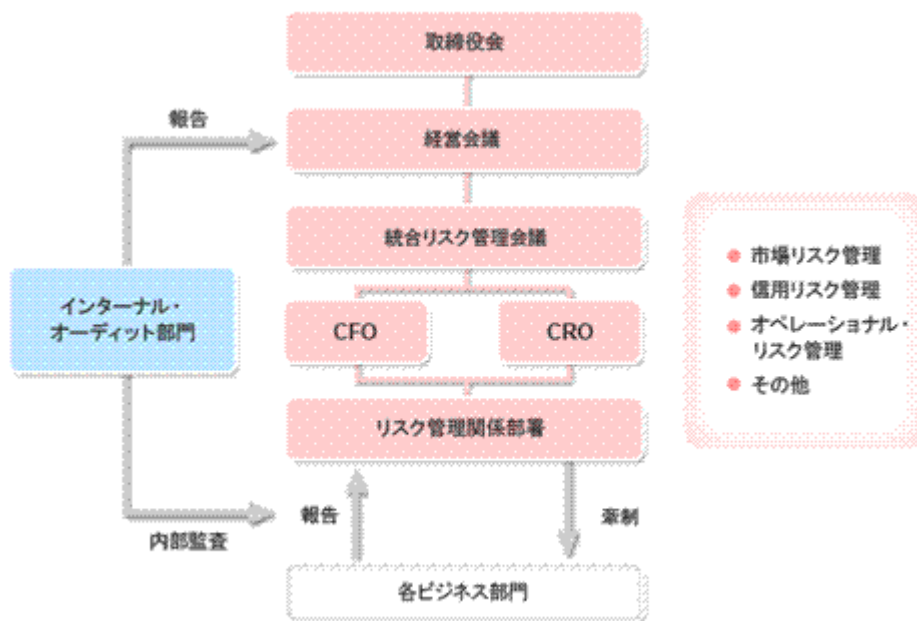 取締役会
報告
経営会議
統合リスク管理会議
インターナル・
オーディット部門
CFO
CRO
リスク管理関係部署
内部監査
報告
牽制
各ビジネス部門
市場リスク管理
信用リスク管理
オペレーショナル・
リスク管理
その他